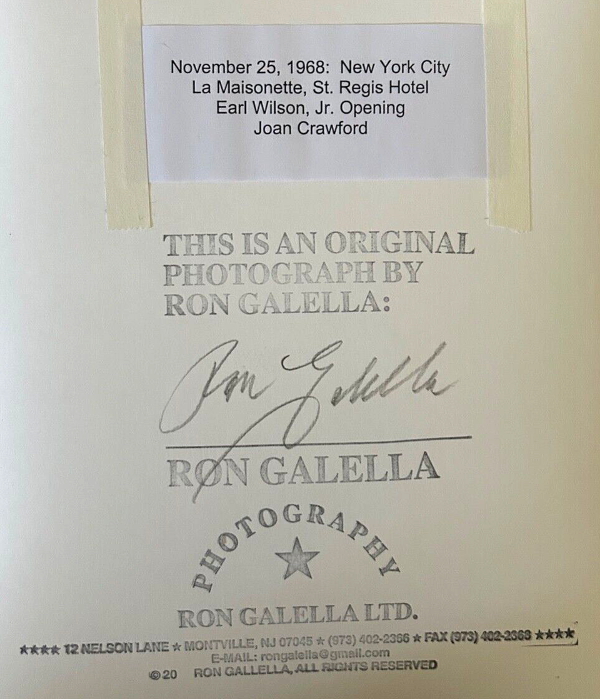 November 25, 1968: New York City
La Maisonette, St. Regis Hotel
Earl Wilson, Jr. Opening
Joan Crawford
THIS IS AN ORIGINAL
PHOTOGRAPH BY
RON GALELLA:
Ron Galella
RON GALELLA
PHOTOGRAPHY
★
RON GALELLA LTD.
★★★★ 12 NELSON LANE ★ MONTVILLE, NJ 07045 ★ (973) 402-2366 ★ FAX (973) 402-2368 ★★★★
E-MAIL: rongalella@gmail.com
© 20 RON GALLELLA, ALL RIGHTS RESERVED